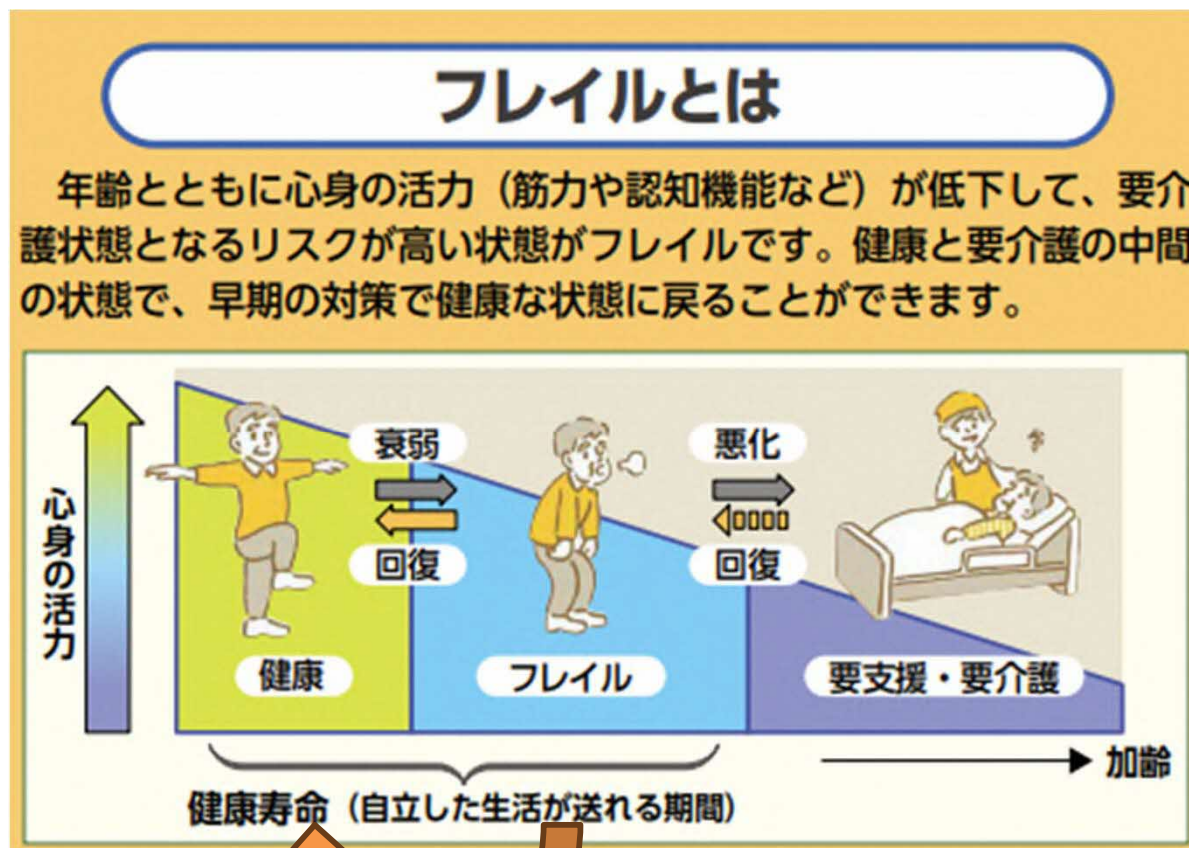 フレイルとは
年齢とともに心身の活力（筋力や認知機能など）が低下して、要介
護状態となるリスクが高い状態がフレイルです。健康と要介護の中間
の状態で、早期の対策で健康な状態に戻ることができます。
心身の活力
衰弱
回復
悪化
回復
健康
フレイル
要支援・要介護
加齢
健康寿命（自立した生活が送れる期間）